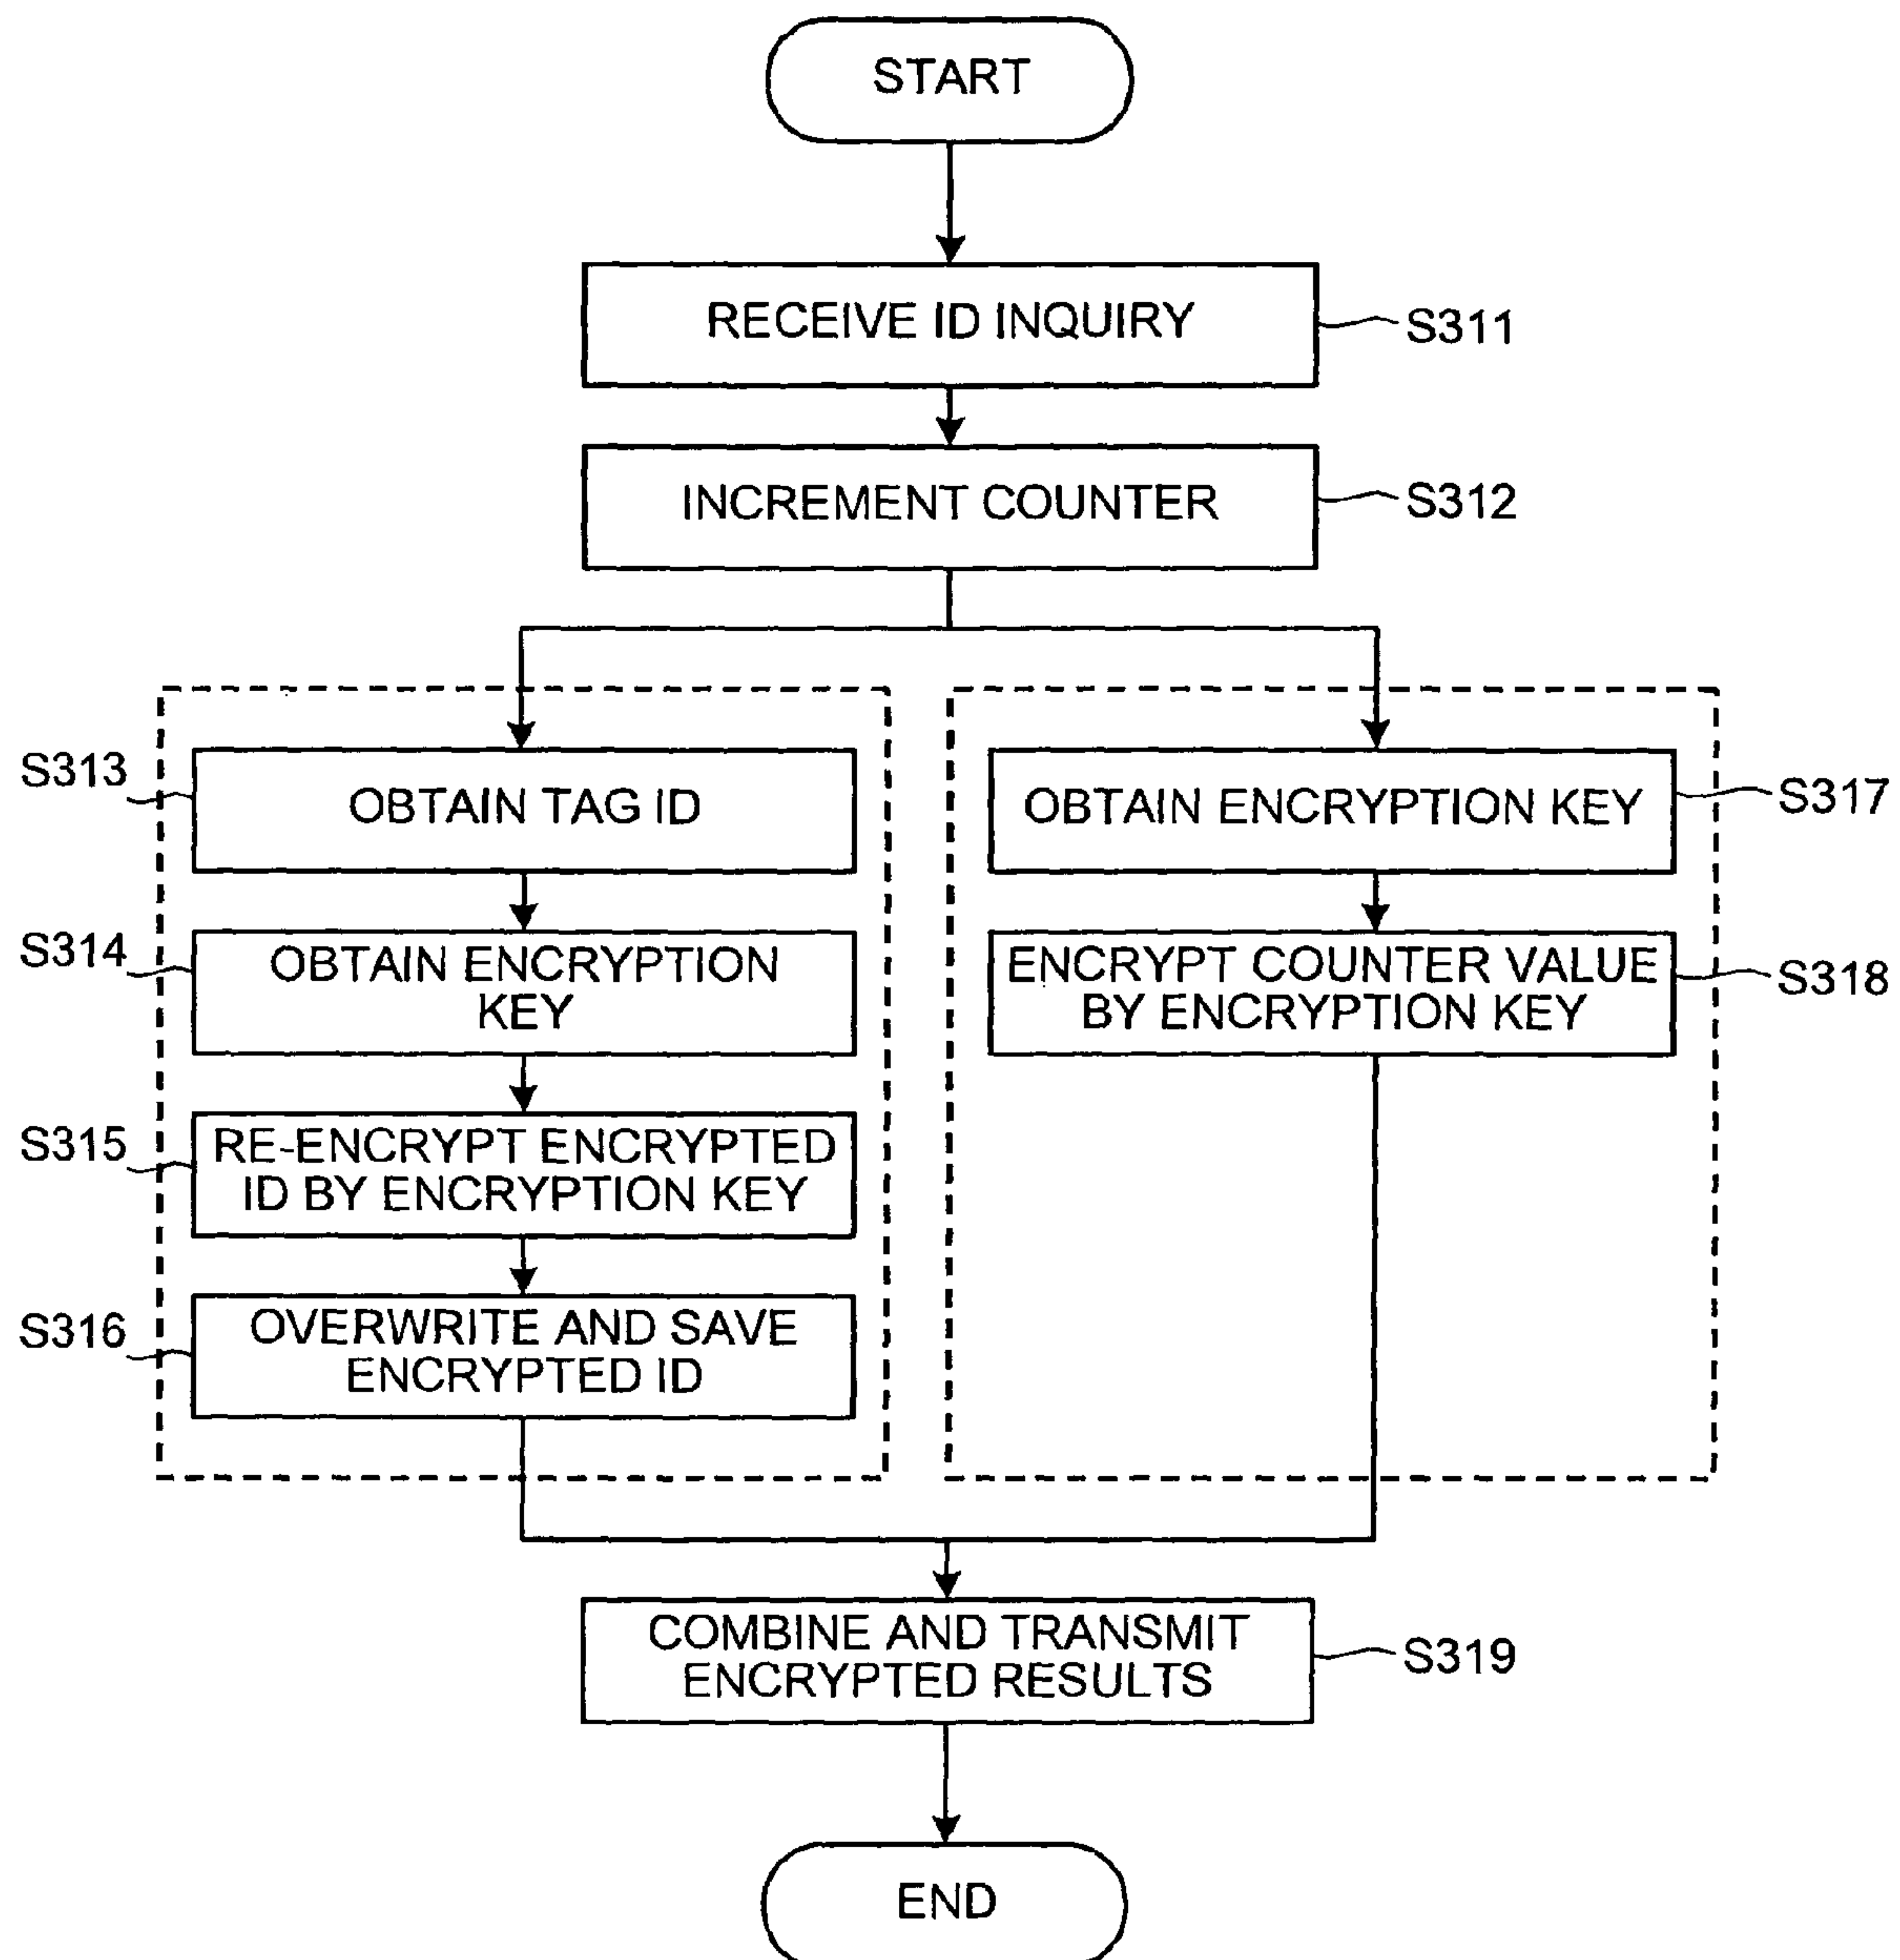 START
RECEIVE ID INQUIRY
S311
INCREMENT COUNTER
S312
S313
OBTAIN TAG ID
S314
OBTAIN ENCRYPTION
KEY
S315
RE-ENCRYPT ENCRYPTED
ID BY ENCRYPTION KEY
S316
OVERWRITE AND SAVE
ENCRYPTED ID
OBTAIN ENCRYPTION KEY
S317
ENCRYPT COUNTER VALUE
BY ENCRYPTION KEY
S318
COMBINE AND TRANSMIT
ENCRYPTED RESULTS
S319
END